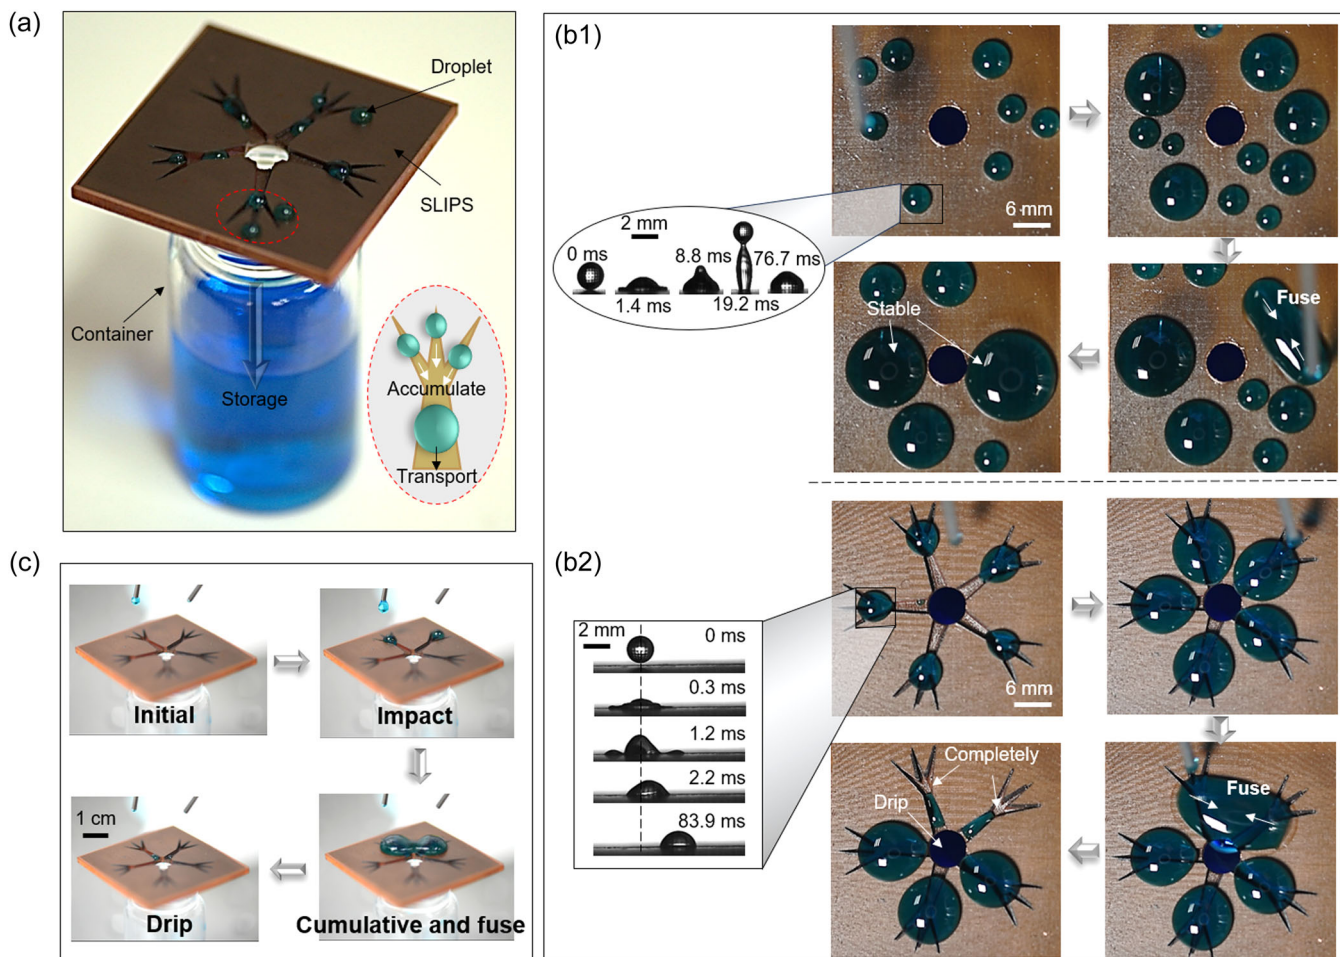 (a)
Droplet
SLIPS
Container
Storage
Accumulate
Transport
(b1)
6 mm
2 mm
0 ms
8.8 ms
76.7 ms
1.4 ms
19.2 ms
Fuse
Stable
(b2)
6 mm
2 mm
0 ms
0.3 ms
1.2 ms
2.2 ms
83.9 ms
Completely
Drip
Fuse
(c)
Initial
Impact
1 cm
Drip
Cumulative and fuse